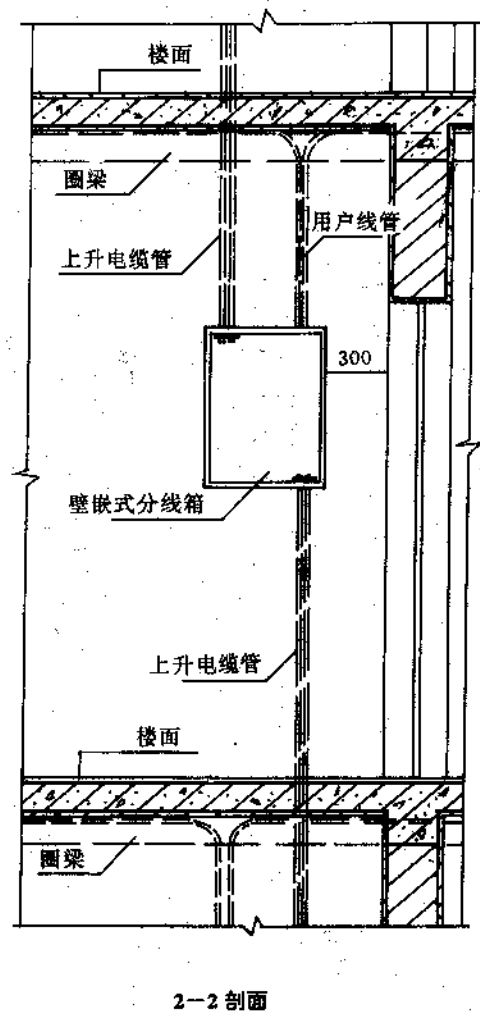 楼面
圈梁
用户线管
上升电缆管
300
壁嵌式分线箱
上升电缆管
楼面
圈梁
2—2 剖面